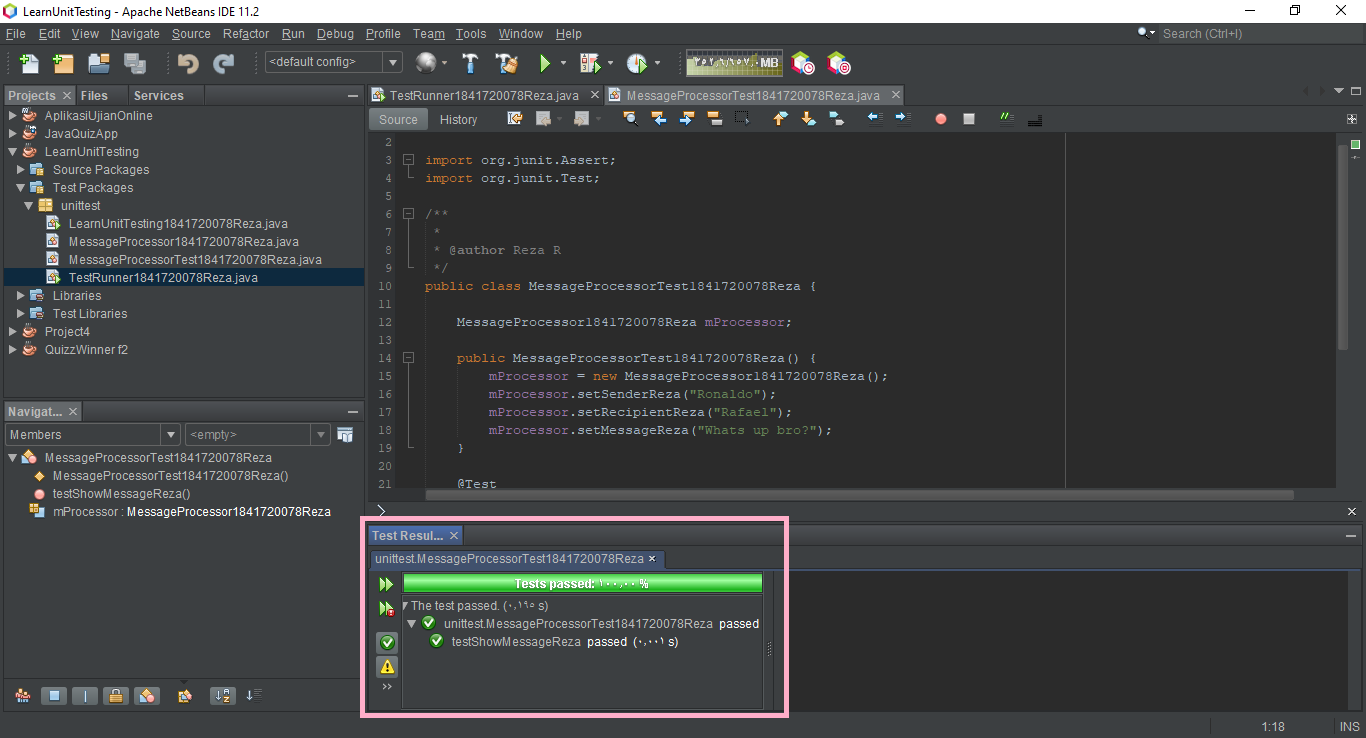 LearnUnitTesting - Apache NetBeans IDE 11.2
File Edit View Navigate Source Refactor Run Debug Profile Team Tools Window Help
Search (Ctrl+I)
<default config>
MB
Projects Files Services
AplikasiUjianOnline
JavaQuizApp
LearnUnitTesting
Source Packages
Test Packages
unittest
LearnUnitTesting1841720078Reza.java
MessageProcessor1841720078Reza.java
MessageProcessorTest1841720078Reza.java
TestRunner1841720078Reza.java
Libraries
Test Libraries
Project4
QuizzWinner f2
Navigat...
Members
<empty>
MessageProcessorTest1841720078Reza
MessageProcessorTest1841720078Reza()
testShowMessageReza()
mProcessor : MessageProcessor1841720078Reza
TestRunner1841720078Reza.java MessageProcessorTest1841720078Reza.java
Source History
2
3 import org.junit.Assert;
4 import org.junit.Test;
5
6 /**
7 *
8 * @author Reza R
9 */
10 public class MessageProcessorTest1841720078Reza {
11
12 MessageProcessor1841720078Reza mProcessor;
13
14 public MessageProcessorTest1841720078Reza() {
15 mProcessor = new MessageProcessor1841720078Reza();
16 mProcessor.setSenderReza("Ronaldo");
17 mProcessor.setRecipientReza("Rafael");
18 mProcessor.setMessageReza("Whats up bro?");
19 }
20
21 @Test
Test Resul...
unittest.MessageProcessorTest1841720078Reza
Tests passed: ١٠٠,٠٠ %
The test passed. (٠,١٩٥ s)
unittest.MessageProcessorTest1841720078Reza passed
testShowMessageReza passed (٠,٠٠١ s)
1:18 INS